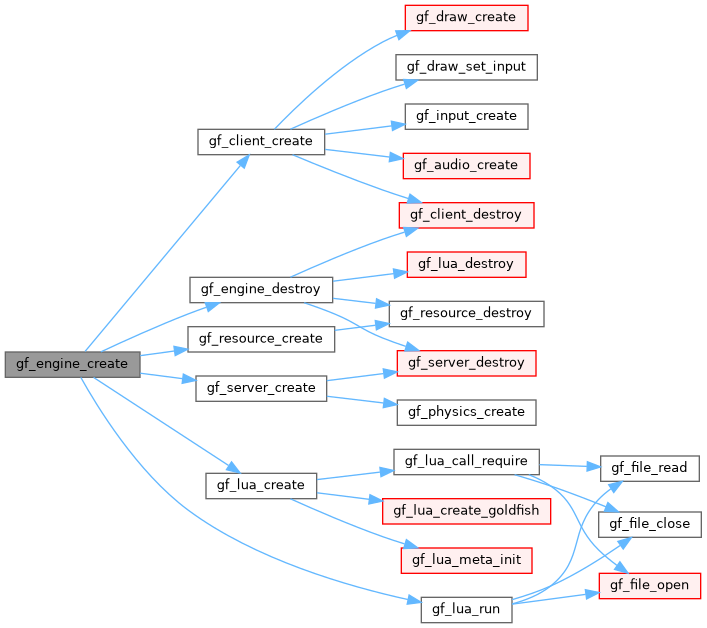 gf_draw_create
gf_draw_set_input
gf_input_create
gf_client_create
gf_audio_create
gf_client_destroy
gf_lua_destroy
gf_engine_destroy
gf_resource_destroy
gf_resource_create
gf_engine_create
gf_server_destroy
gf_server_create
gf_physics_create
gf_lua_call_require
gf_file_read
gf_lua_create
gf_lua_create_goldfish
gf_file_close
gf_lua_meta_init
gf_file_open
gf_lua_run